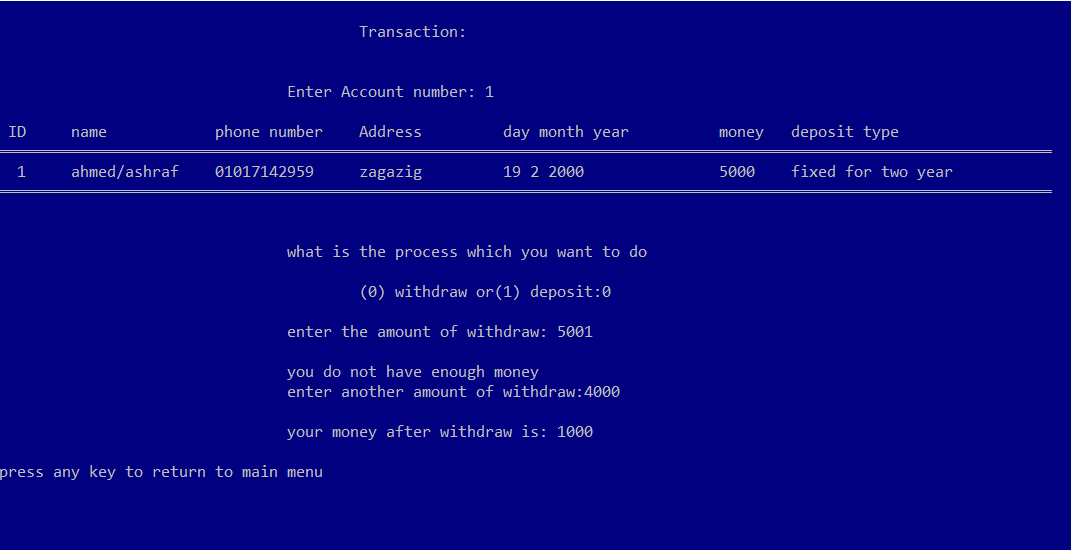 Transaction:
Enter Account number: 1
ID name phone number Address day month year money deposit type
1 ahmed/ashraf 01017142959 zagazig 19 2 2000 5000 fixed for two year
what is the process which you want to do
(0) withdraw or(1) deposit:0
enter the amount of withdraw: 5001
you do not have enough money
enter another amount of withdraw:4000
your money after withdraw is: 1000
press any key to return to main menu